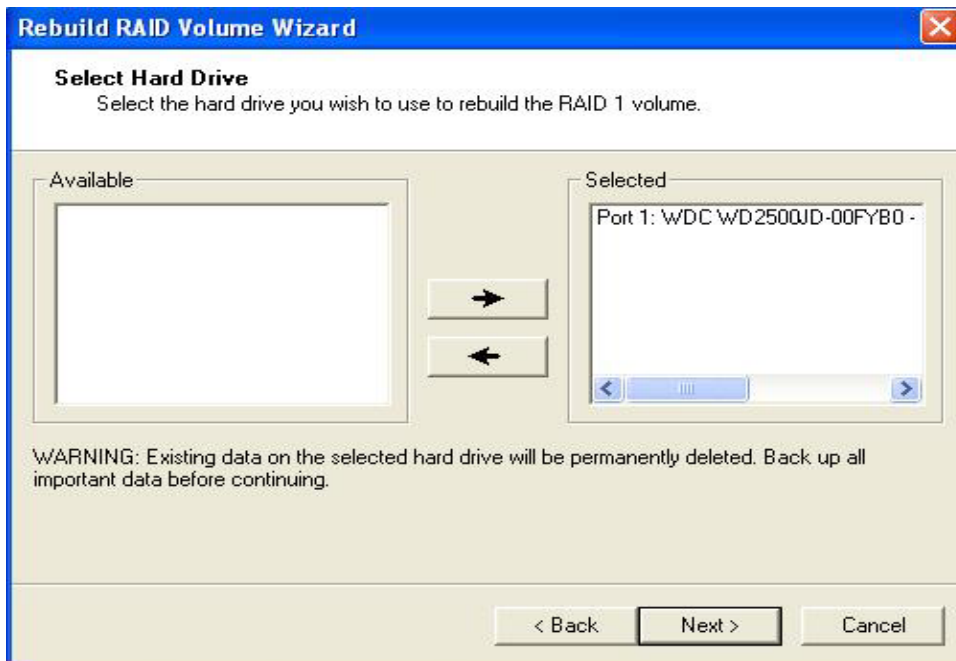 Rebuild RAID Volume Wizard
Select Hard Drive
Select the hard drive you wish to use to rebuild the RAID 1 volume.
Available
Selected
Port 1: WDC WD2500JD-00FYB0 -
WARNING: Existing data on the selected hard drive will be permanently deleted. Back up all
important data before continuing.
< Back
Next >
Cancel